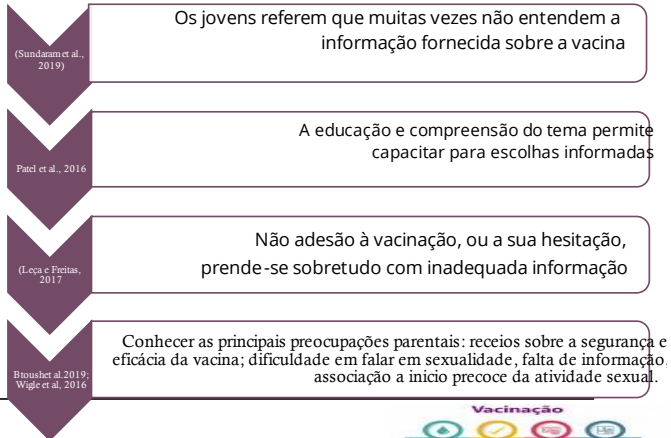 (Sundaram et al.,
2019)
Os jovens referem que muitas vezes não entendem a
informação fornecida sobre a vacina
Patel et al., 2016
A educação e compreensão do tema permite
capacitar para escolhas informadas
(Leça e Freitas,
2017
Não adesão à vacinação, ou a sua hesitação,
prende-se sobretudo com inadequada informação
Btoushet al.2019;
Wigle et al, 2016
Conhecer as principais preocupações parentais: receios sobre a segurança e
eficácia da vacina; dificuldade em falar em sexualidade, falta de informação,
associação a inicio precoce da atividade sexual.
Vacinação